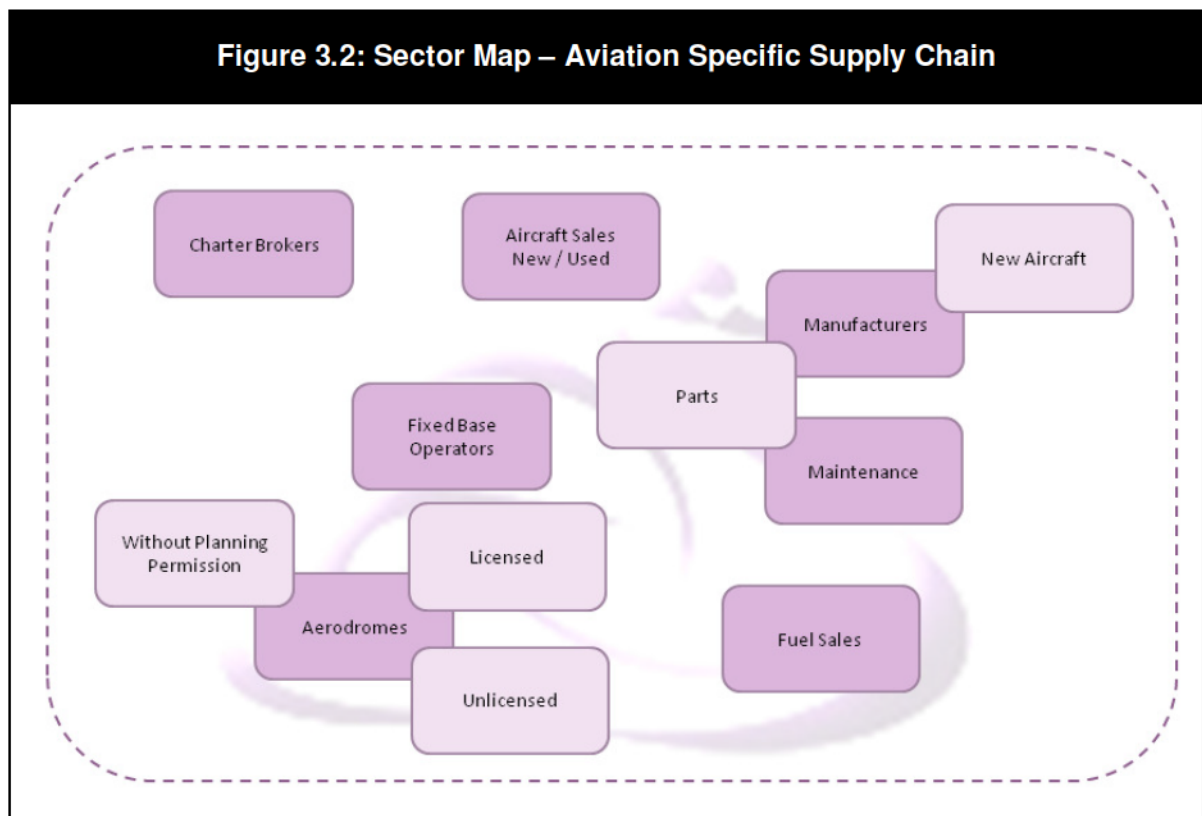 Figure 3.2: Sector Map – Aviation Specific Supply Chain
Charter Brokers
Aircraft Sales
New / Used
New Aircraft
Manufacturers
Parts
Fixed Base
Operators
Maintenance
Without Planning
Permission
Licensed
Aerodromes
Fuel Sales
Unlicensed